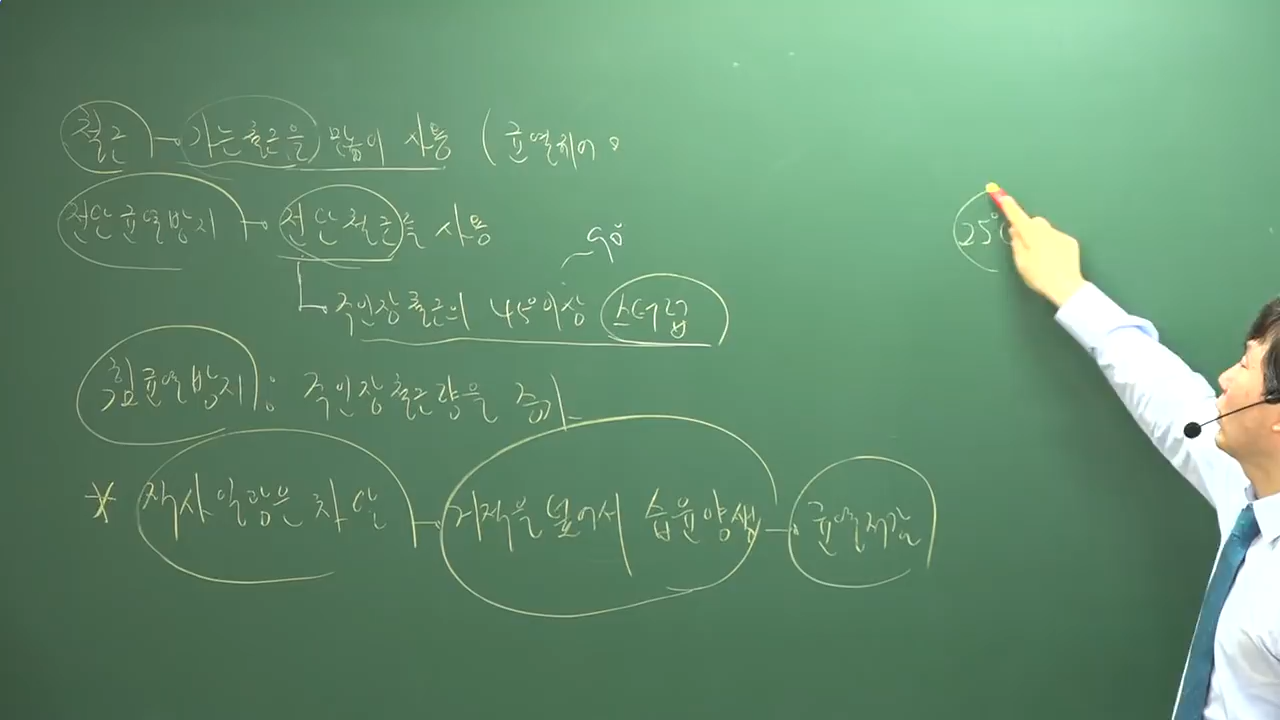 철근 → 가는철근을 많이 사용 (균열제어 o
전단균열방지 → 전단철근을 사용
90°
└→ 주인장철근의 45°이상 스터럽
휨균열방지 : 주인장철근량을 증가
* 직사일광은 차단 → 거적을 덮어서 습윤양생 → 균열저감
25°C